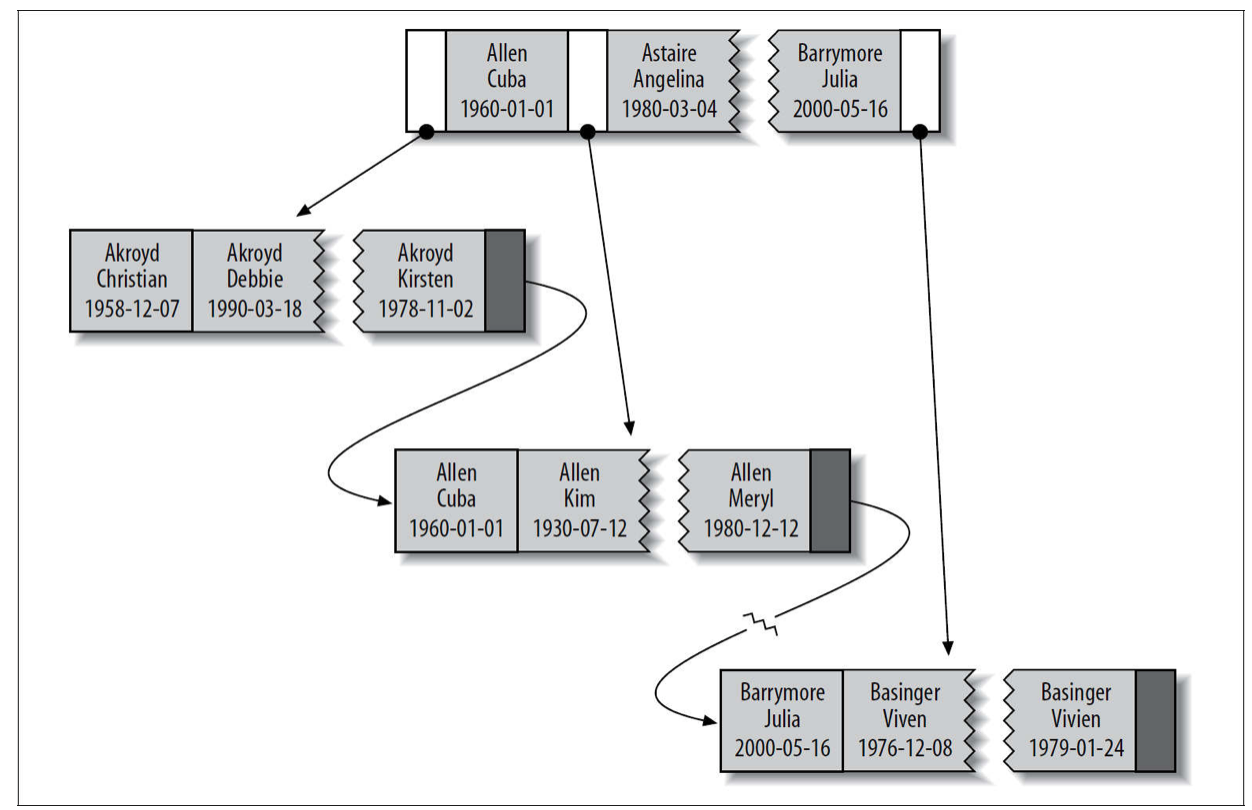 Allen
Cuba
1960-01-01
Astaire
Angelina
1980-03-04
Barrymore
Julia
2000-05-16
Akroyd
Christian
1958-12-07
Akroyd
Debbie
1990-03-18
Akroyd
Kirsten
1978-11-02
Allen
Cuba
1960-01-01
Allen
Kim
1930-07-12
Allen
Meryl
1980-12-12
Barrymore
Julia
2000-05-16
Basinger
Viven
1976-12-08
Basinger
Vivien
1979-01-24